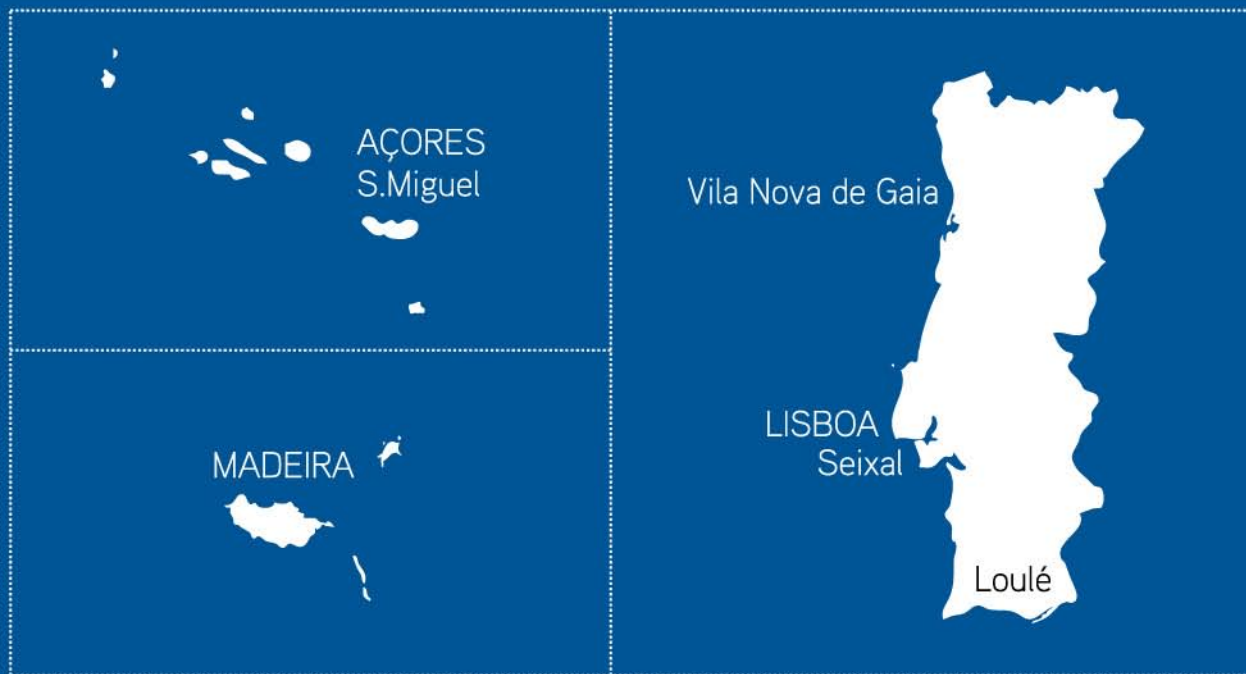 AÇORES
S.Miguel
MADEIRA
Vila Nova de Gaia
LISBOA
Seixal
Loulé